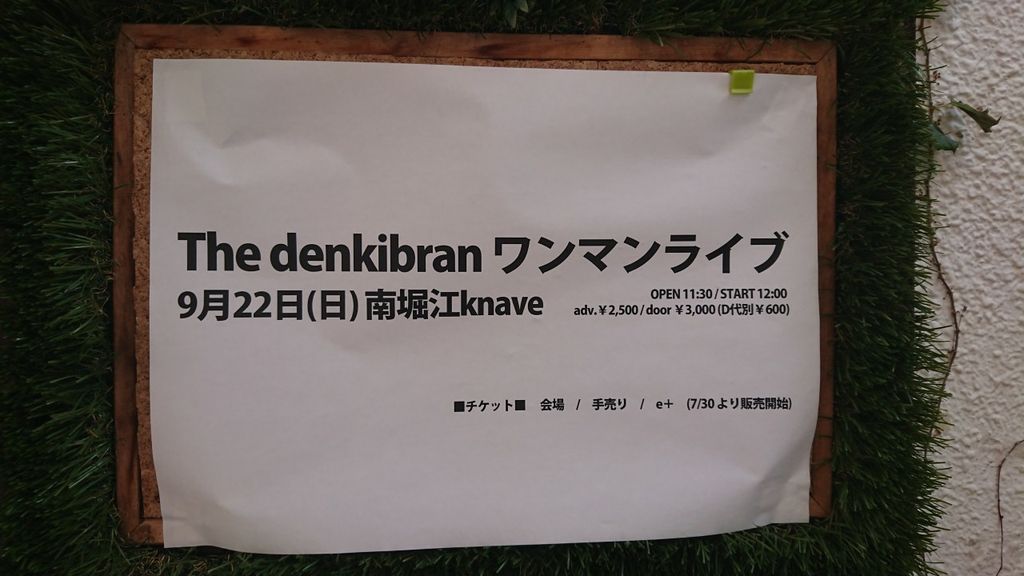 The denkibran ワンマンライブ
9月22日(日) 南堀江knave
OPEN 11:30 / START 12:00
adv.￥2,500 / door ￥3,000 (D代別￥600)
■チケット■ 会場 / 手売り / e+ (7/30より販売開始)